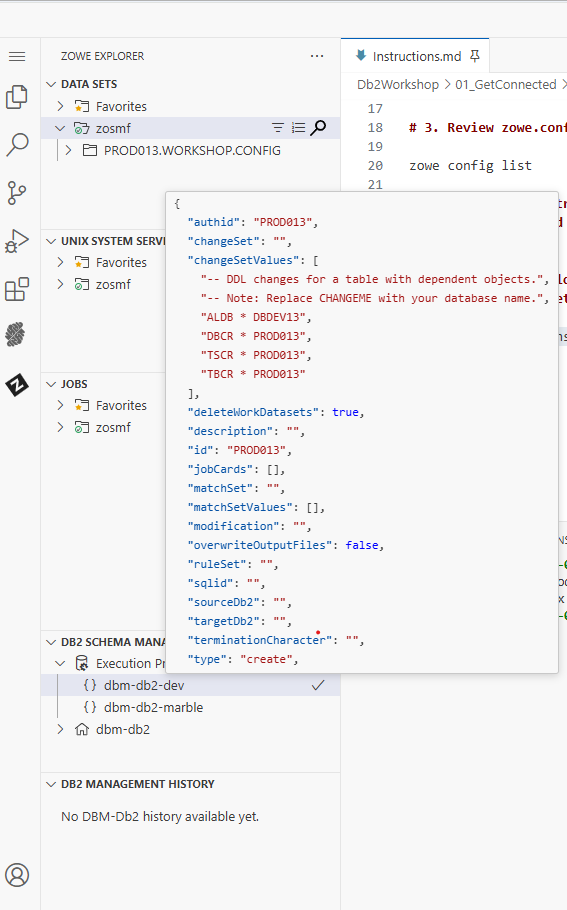 ZOWE EXPLORER
DATA SETS
Favorites
zosmf
PROD013.WORKSHOP.CONFIG
UNIX SYSTEM SERVI
Favorites
zosmf
JOBS
Favorites
zosmf
DB2 SCHEMA MANA
Execution Pr
{} dbm-db2-dev
{} dbm-db2-marble
dbm-db2
DB2 MANAGEMENT HISTORY
No DBM-Db2 history available yet.
Instructions.md
Db2Workshop > 01_GetConnected >
17
18 # 3. Review zowe.conf
19
20 zowe config list
21
{
"authid": "PROD013",
"changeSet": "",
"changeSetValues": [
"-- DDL changes for a table with dependent objects.",
"-- Note: Replace CHANGEME with your database name.",
"ALDB * DBDEV13",
"DBCR * PROD013",
"TSCR * PROD013",
"TBCR * PROD013"
],
"deleteWorkDatasets": true,
"description": "",
"id": "PROD013",
"jobCards": [],
"matchSet": "",
"matchSetValues": [],
"modification": "",
"overwriteOutputFiles": false,
"ruleSet": "",
"sqlid": "",
"sourceDb2": "",
"targetDb2": "",
"terminationCharacter": "",
"type": "create",